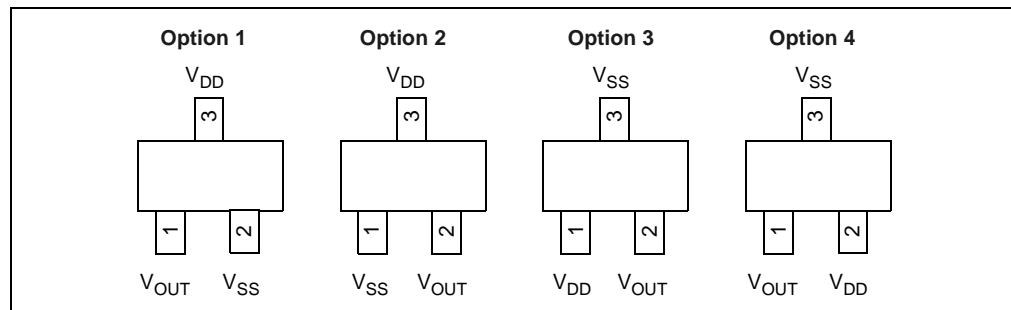 Option 1 Option 2 Option 3 Option 4
VDD VDD VSS VSS
3 3 3 3
1 2 1 2 1 2 1 2
VOUT VSS VSS VOUT VDD VOUT VOUT VDD